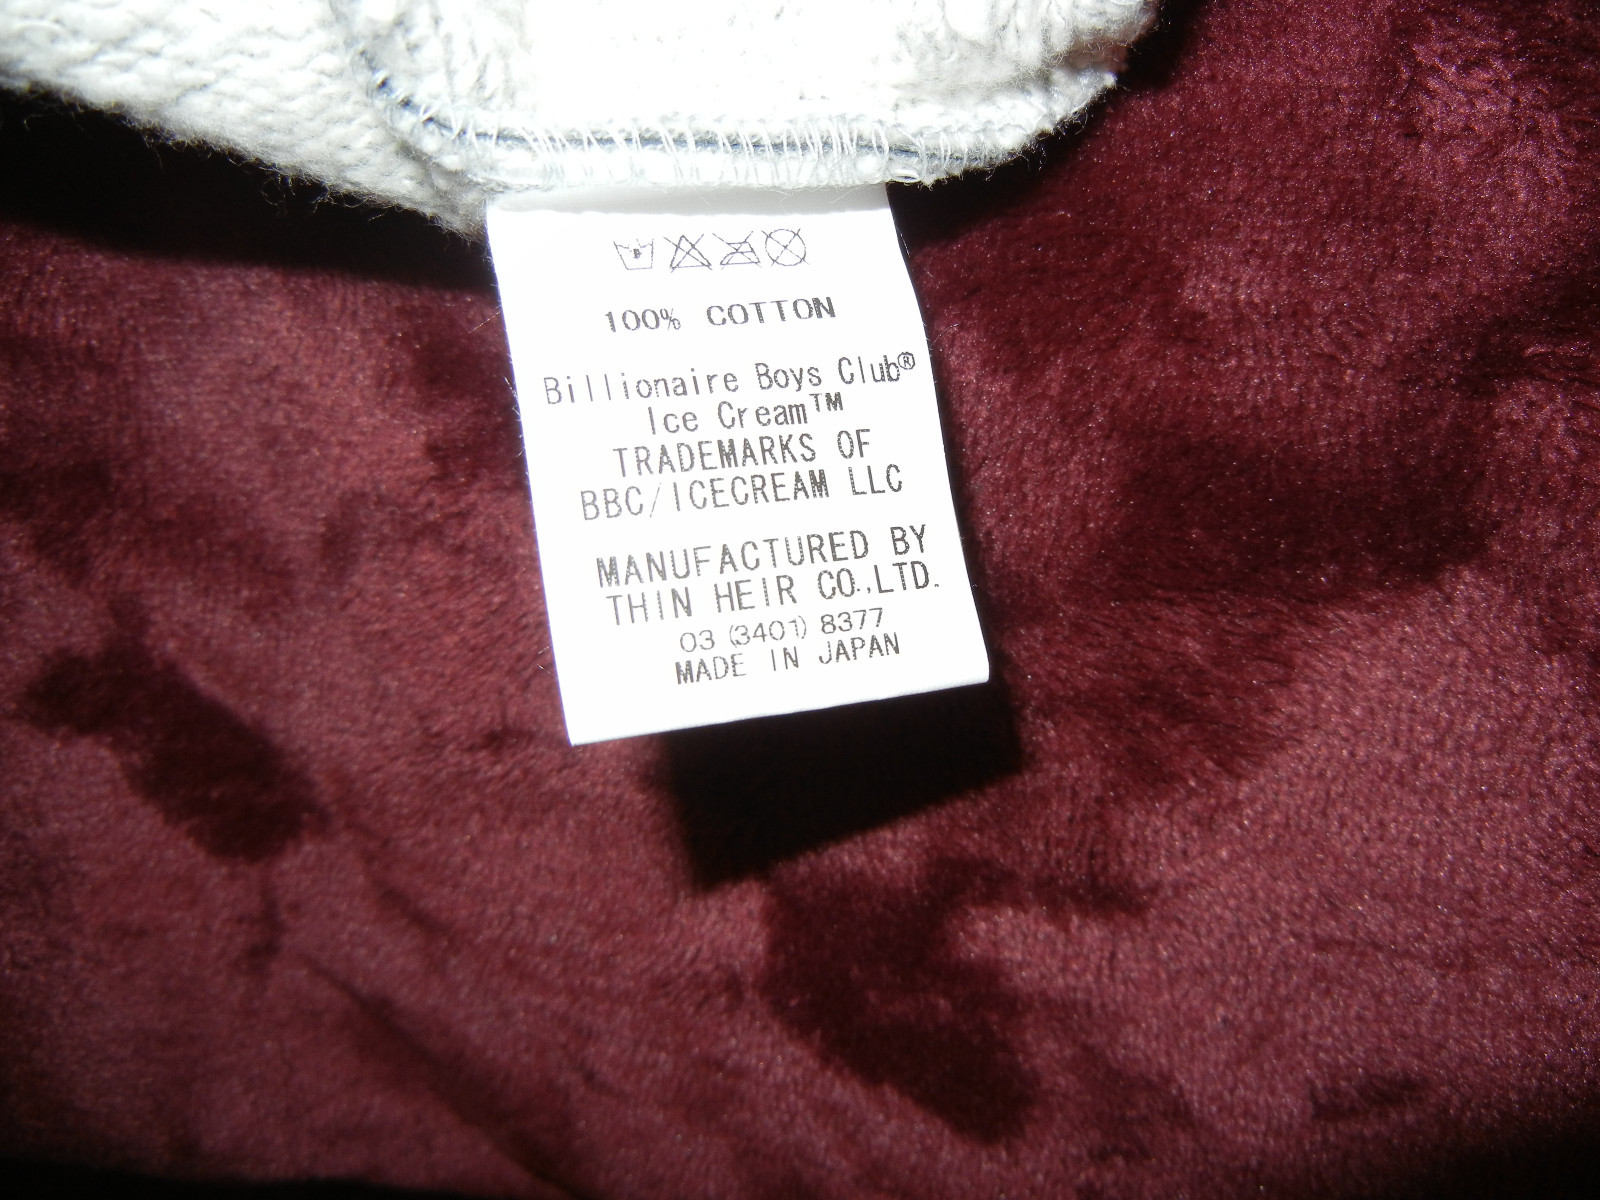 100% COTTON
Billionaire Boys Club®
Ice Cream™
TRADEMARKS OF
BBC/ICECREAM LLC
MANUFACTURED BY
THIN HEIR CO.,LTD.
03 (3401) 8377
MADE IN JAPAN